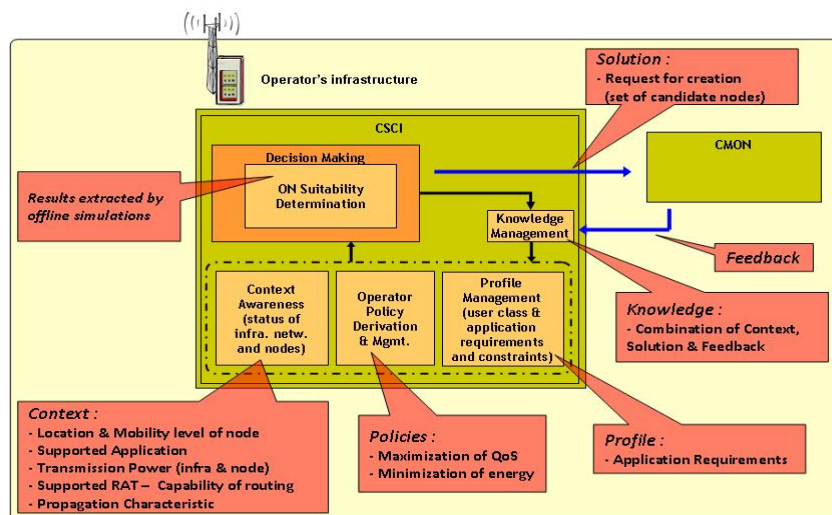 Operator's infrastructure
Solution :
- Request for creation
(set of candidate nodes)
CSCI
CMON
Decision Making
ON Suitability
Determination
Results extracted by
offline simulations
Knowledge
Management
Feedback
Context
Awareness
(status of
infra. netw.
and nodes)
Operator
Policy
Derivation
& Mgmt.
Profile
Management
(user class &
application
requirements
and constraints)
Knowledge :
- Combination of Context,
Solution & Feedback
Context :
- Location & Mobility level of node
- Supported Application
- Transmission Power (infra & node)
- Supported RAT – Capability of routing
- Propagation Characteristic
Policies :
- Maximization of QoS
- Minimization of energy
Profile :
- Application Requirements